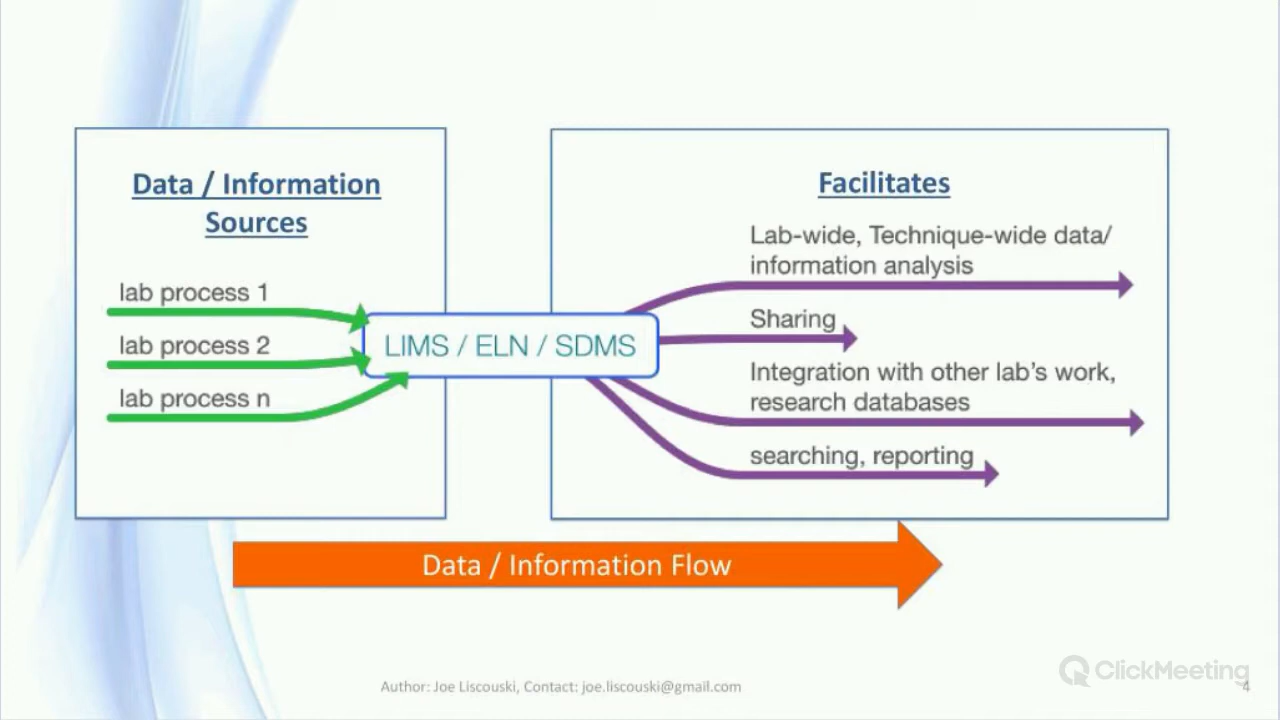 Data / Information
Sources
lab process 1
lab process 2
lab process n
LIMS / ELN / SDMS
Facilitates
Lab-wide, Technique-wide data/
information analysis
Sharing
Integration with other lab's work,
research databases
searching, reporting
Data / Information Flow
Author: Joe Liscouski, Contact: joe.liscouski@gmail.com
ClickMeeting
4